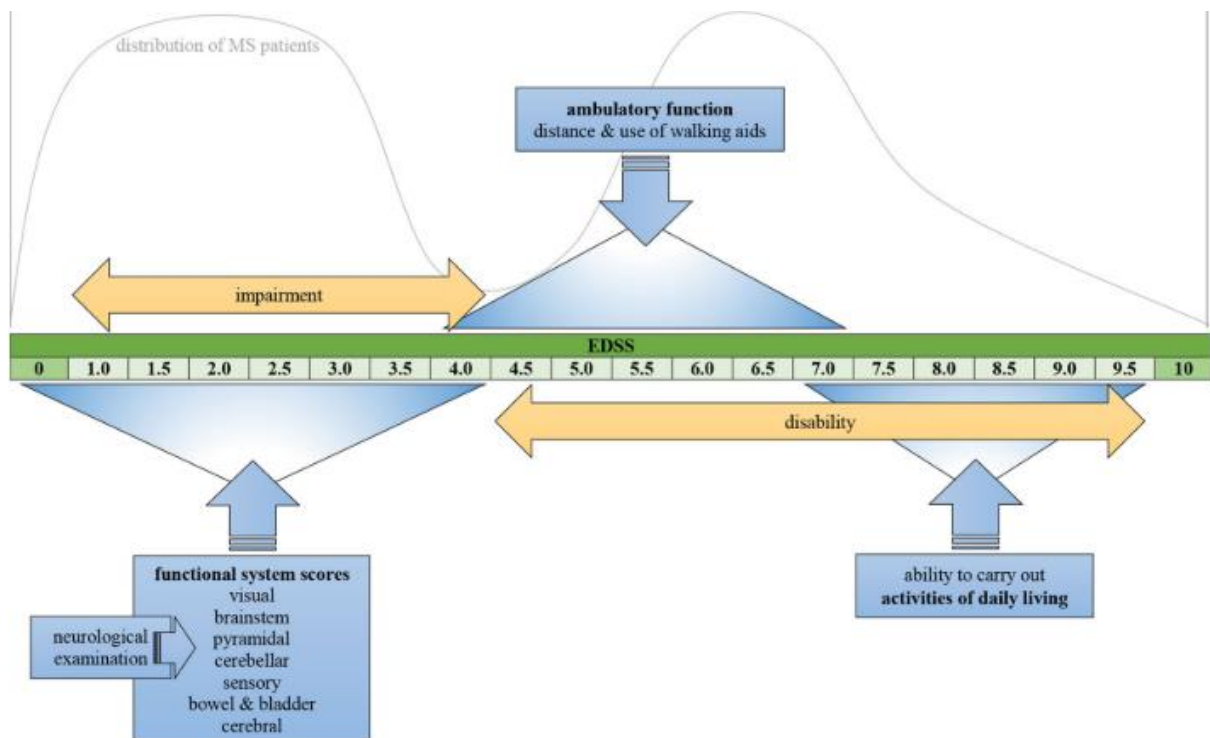 distribution of MS patients
ambulatory function
distance & use of walking aids
impairment
EDSS
0 1.0 1.5 2.0 2.5 3.0 3.5 4.0 4.5 5.0 5.5 6.0 6.5 7.0 7.5 8.0 8.5 9.0 9.5 10
disability
functional system scores
visual
brainstem
pyramidal
cerebellar
sensory
bowel & bladder
cerebral
neurological
examination
ability to carry out
activities of daily living